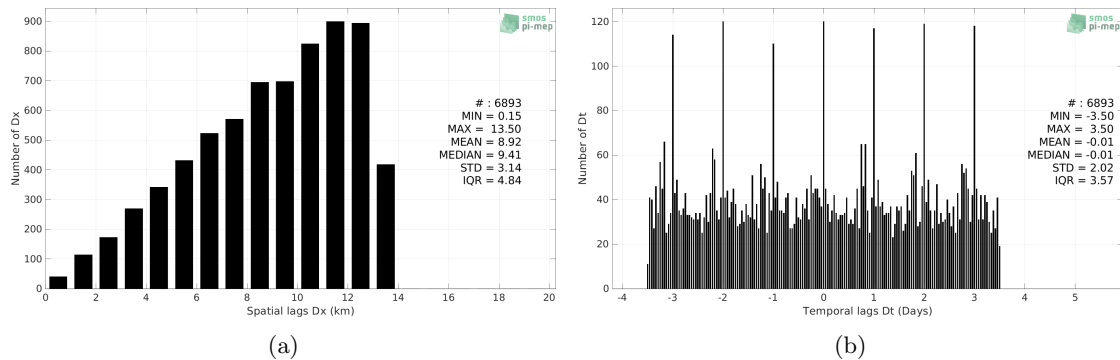 900
800
700
600
500
400
300
200
100
0
Number of Dx
0 2 4 6 8 10 12 14 16 18 20
Spatial lags Dx (km)
smos
pi-mep
# : 6893
MIN = 0.15
MAX = 13.50
MEAN = 8.92
MEDIAN = 9.41
STD = 3.14
IQR = 4.84
(a)
120
100
80
60
40
20
0
Number of Dt
-4 -3 -2 -1 0 1 2 3 4 5
Temporal lags Dt (Days)
smos
pi-mep
# : 6893
MIN = -3.50
MAX = 3.50
MEAN = -0.01
MEDIAN = -0.01
STD = 2.02
IQR = 3.57
(b)